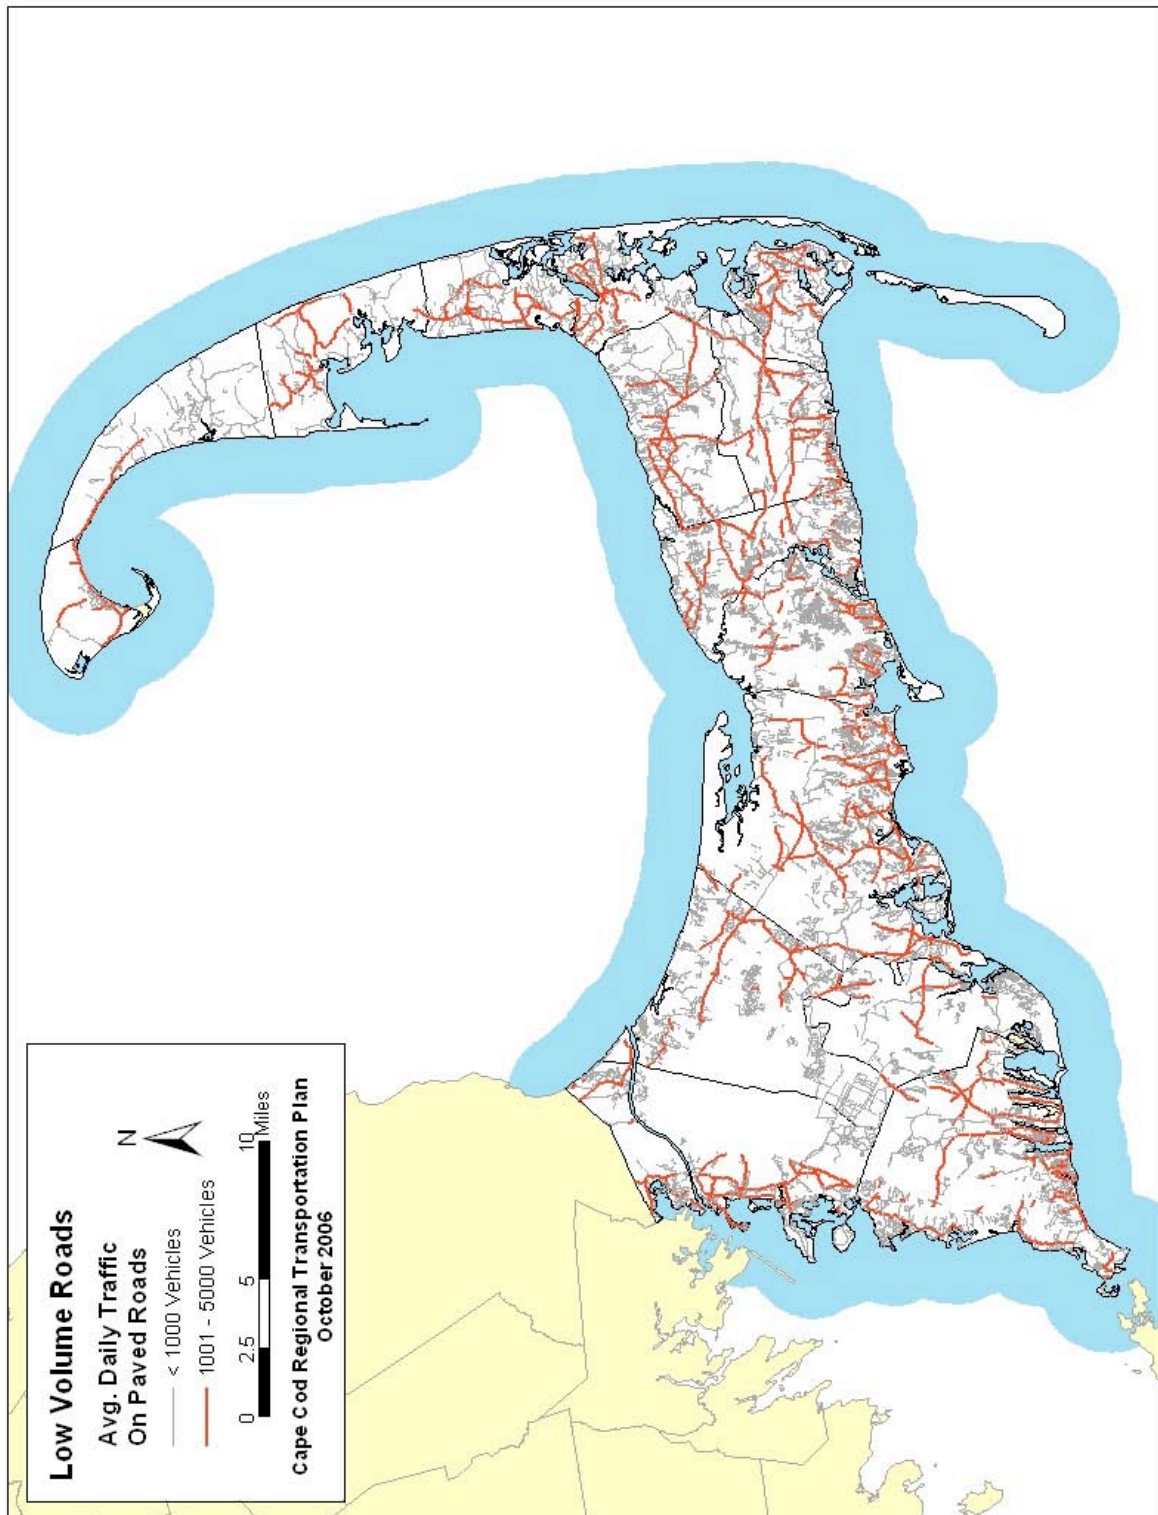 Low Volume Roads
Avg. Daily Traffic
On Paved Roads
< 1000 Vehicles
1001 - 5000 Vehicles
N
0 2.5 5 10
Miles
Cape Cod Regional Transportation Plan
October 2006